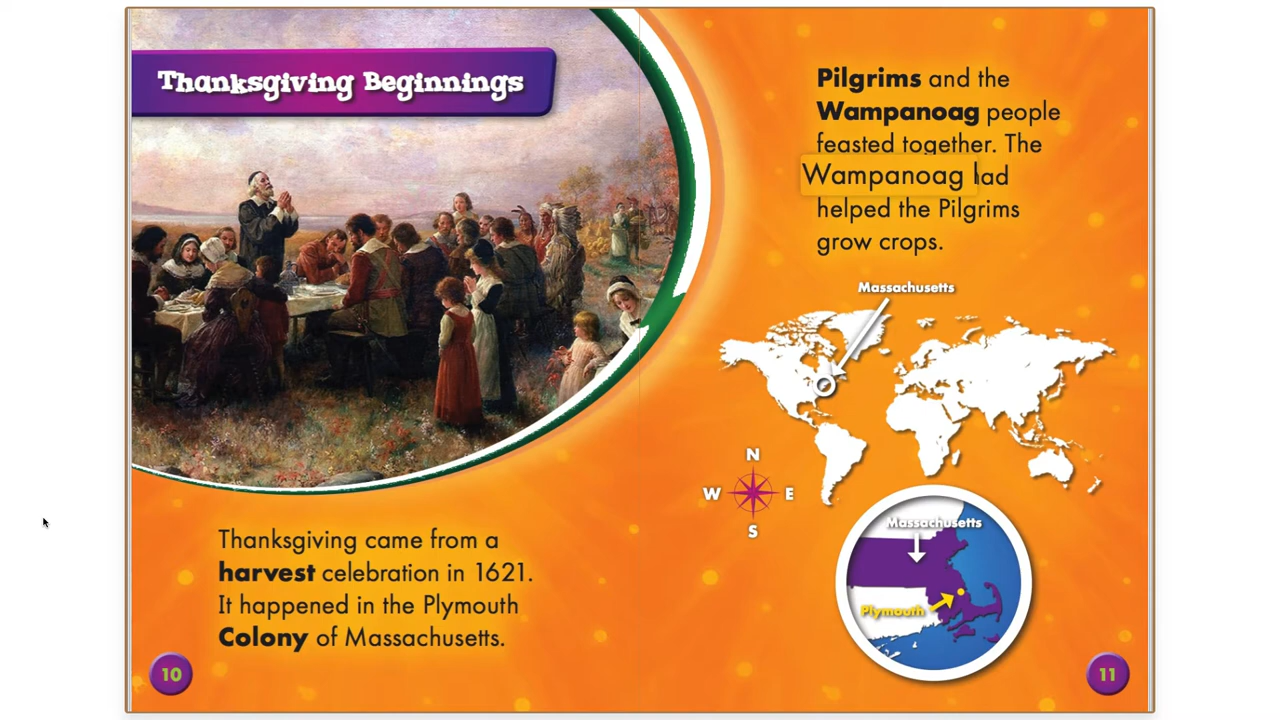 Thanksgiving Beginnings
Thanksgiving came from a
harvest celebration in 1621.
It happened in the Plymouth
Colony of Massachusetts.
10
Pilgrims and the
Wampanoag people
feasted together. The
Wampanoag had
helped the Pilgrims
grow crops.
Massachusetts
N
W E
S
Massachusetts
Plymouth
11